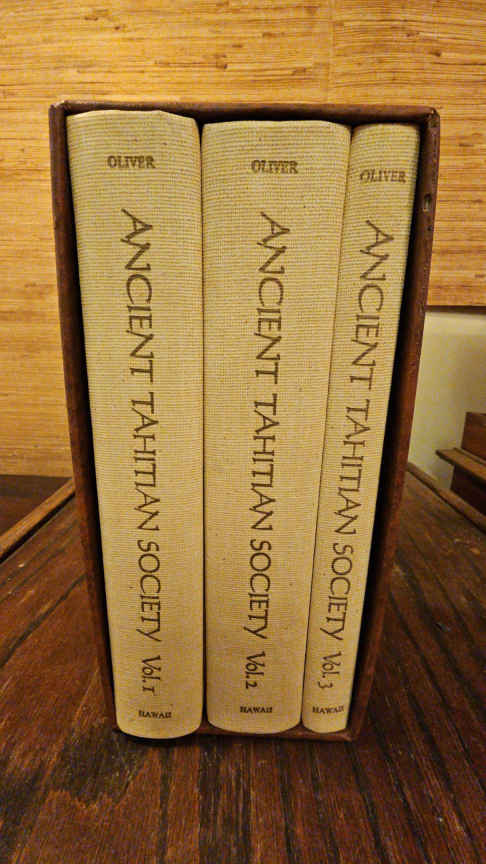 OLIVER
ANCIENT TAHITIAN SOCIETY Vol. 1
HAWAII
OLIVER
ANCIENT TAHITIAN SOCIETY Vol. 2
HAWAII
OLIVER
ANCIENT TAHITIAN SOCIETY Vol. 3
HAWAII